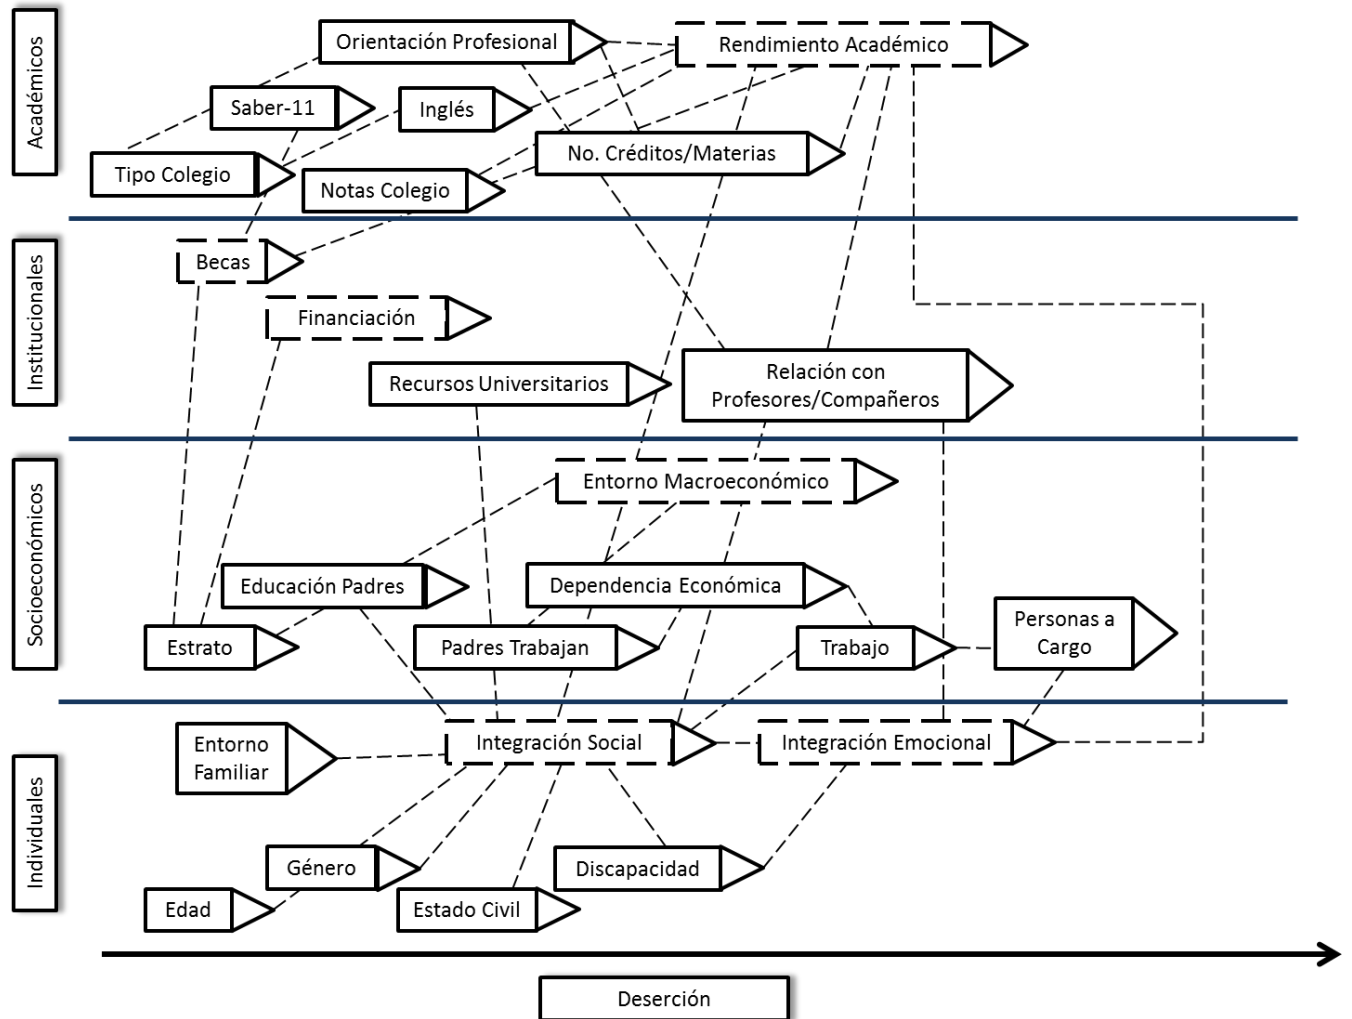 Académicos
Orientación Profesional
Rendimiento Académico
Saber-11
Inglés
No. Créditos/Materias
Tipo Colegio
Notas Colegio
Institucionales
Becas
Financiación
Recursos Universitarios
Relación con
Profesores/Compañeros
Socioeconómicos
Entorno Macroeconómico
Educación Padres
Dependencia Económica
Estrato
Padres Trabajan
Trabajo
Personas a
Cargo
Individuales
Entorno
Familiar
Integración Social
Integración Emocional
Género
Discapacidad
Edad
Estado Civil
Deserción